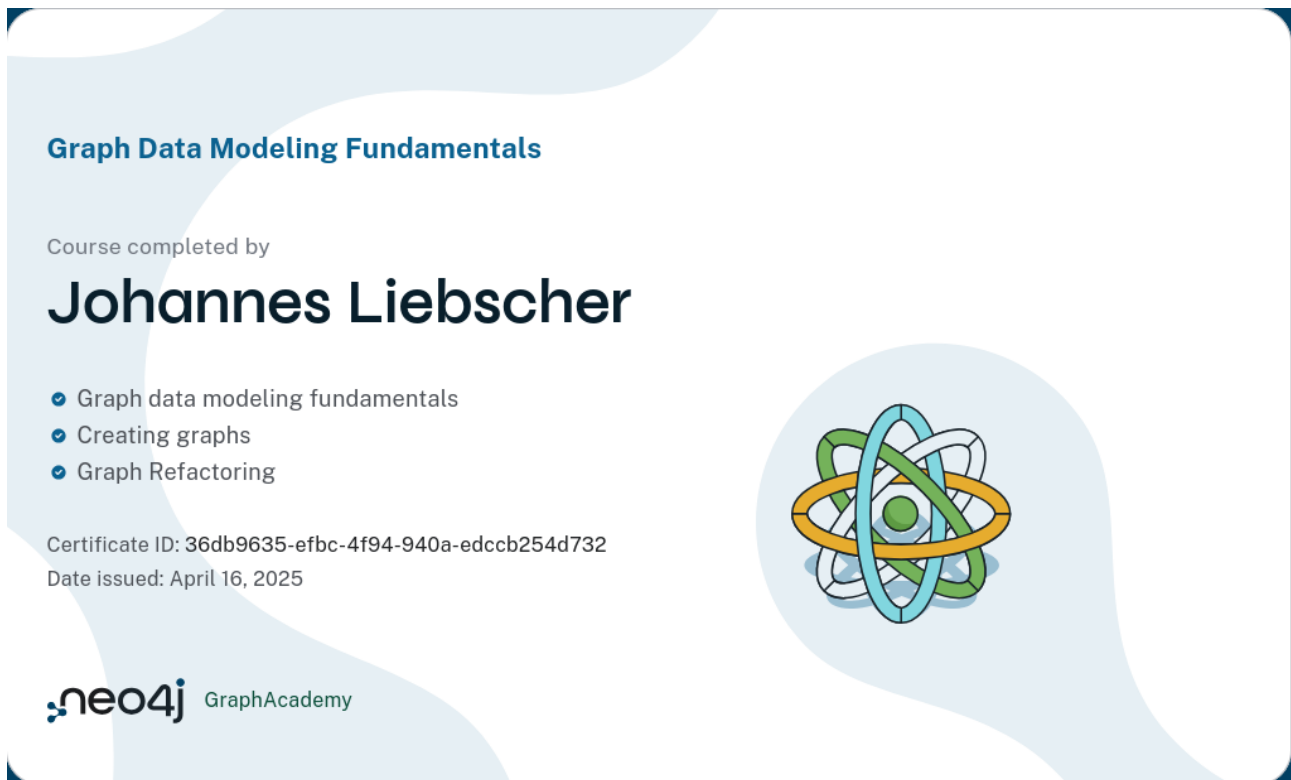 Graph Data Modeling Fundamentals
Course completed by
Johannes Liebscher
Graph data modeling fundamentals
Creating graphs
Graph Refactoring
Certificate ID: 36db9635-efbc-4f94-940a-edccb254d732
Date issued: April 16, 2025
neo4j GraphAcademy